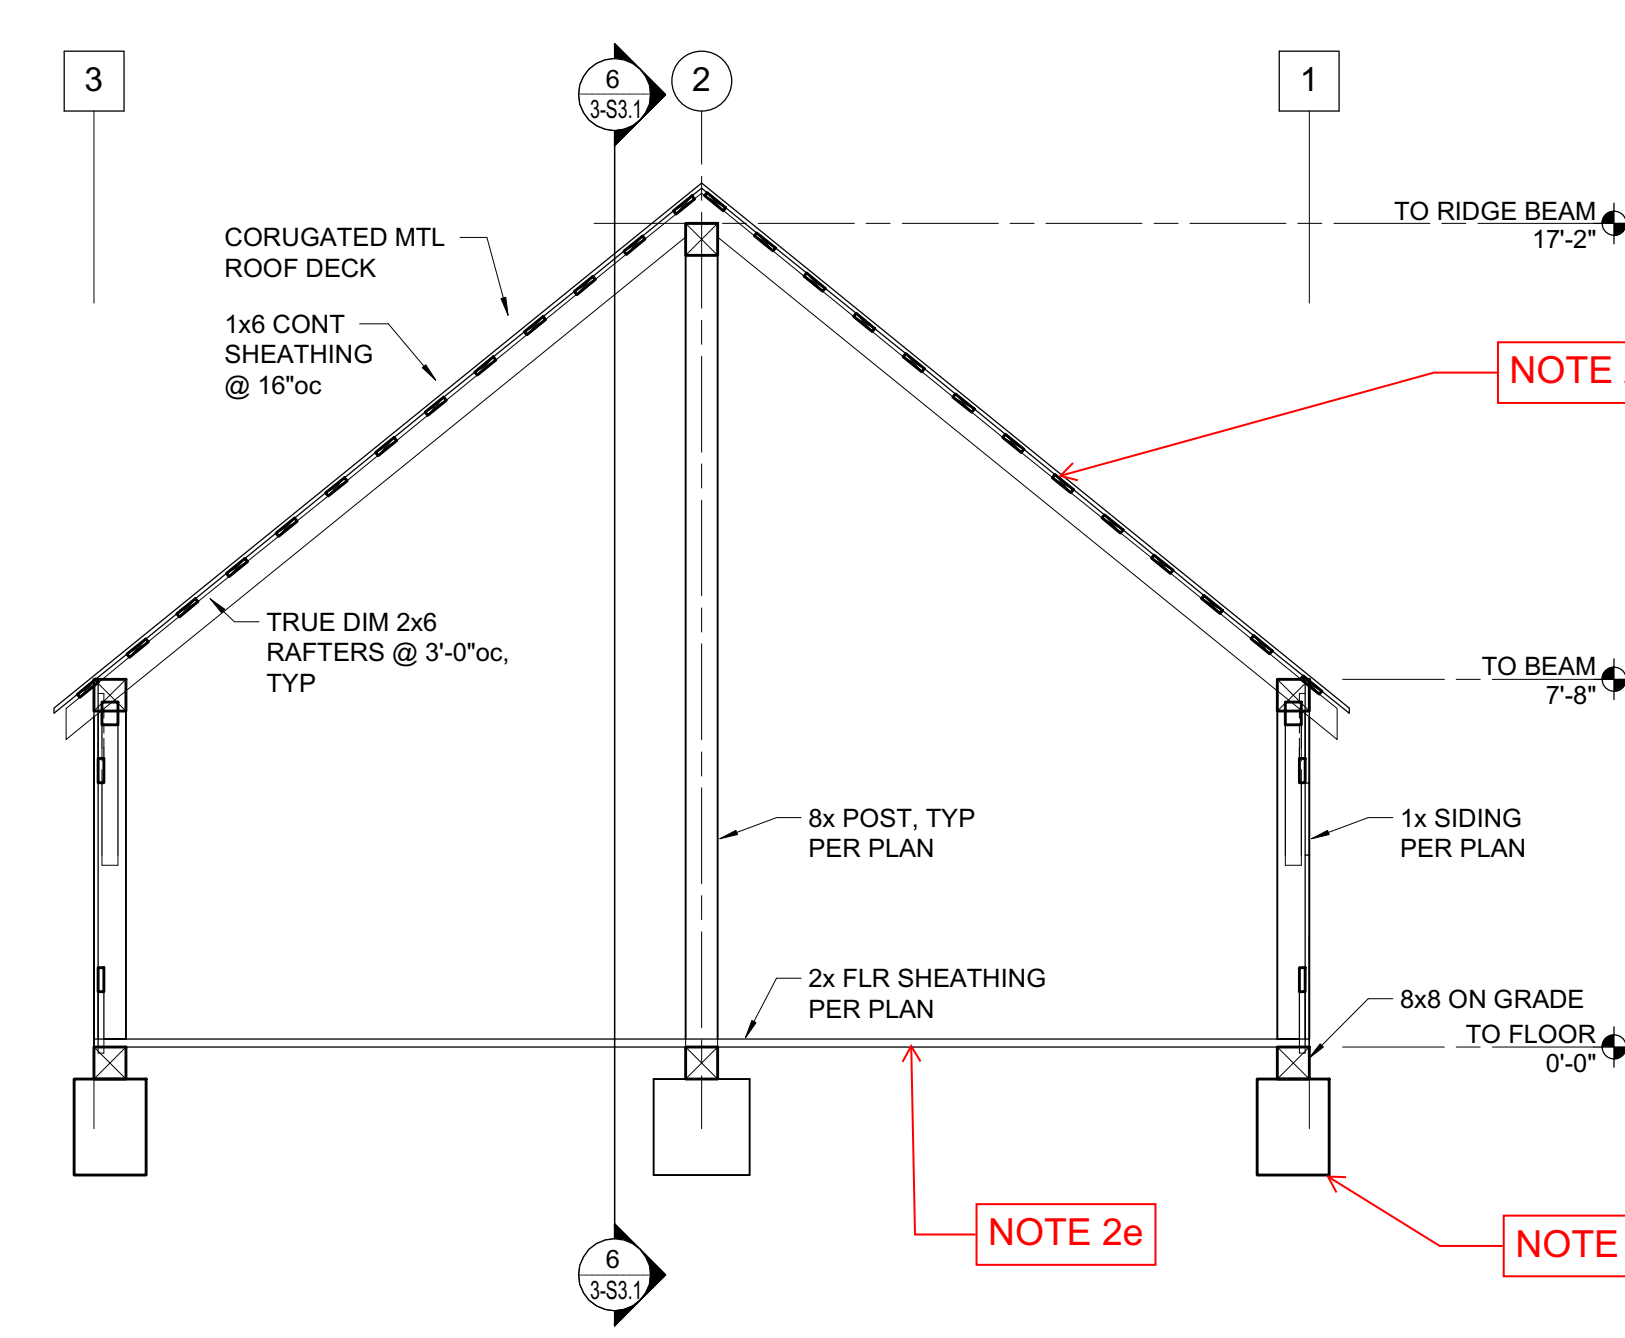 3
6
3-S3.1
2
1
TO RIDGE BEAM
17'-2"
CORUGATED MTL
ROOF DECK
1x6 CONT
SHEATHING
@ 16"oc
NOTE
TRUE DIM 2x6
RAFTERS @ 3'-0"oc,
TYP
TO BEAM
7'-8"
8x POST, TYP
PER PLAN
1x SIDING
PER PLAN
2x FLR SHEATHING
PER PLAN
8x8 ON GRADE
TO FLOOR
0'-0"
NOTE 2e
NOTE
6
3-S3.1